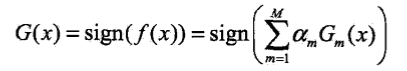 G(x) = sign(f(x)) = sign(∑_{m=1}^{M} α_m G_m(x))